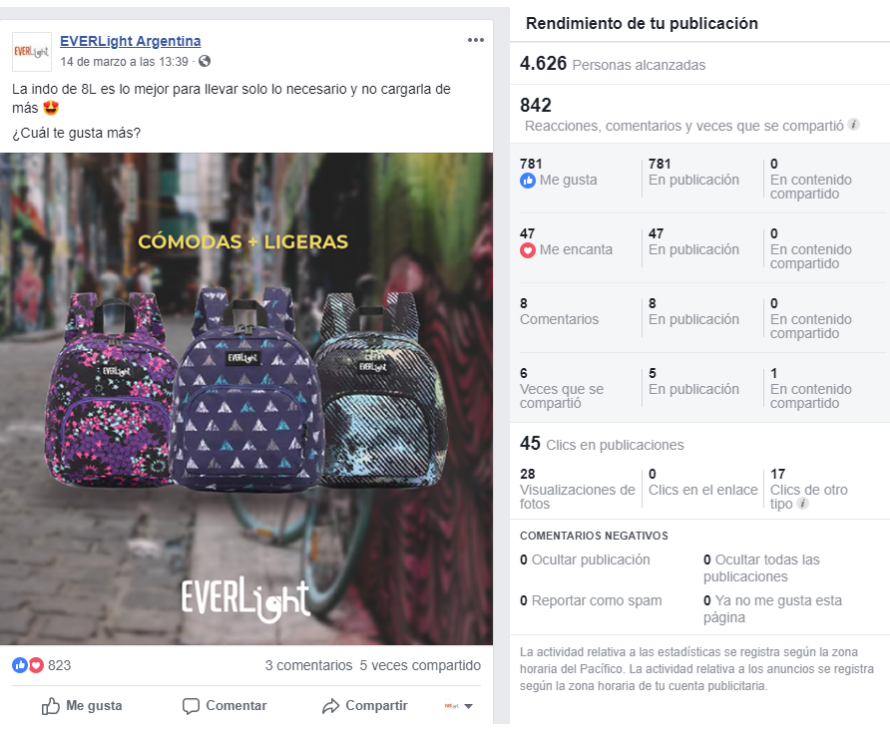 EVERLight Argentina
14 de marzo a las 13:39 ·
La indo de 8L es lo mejor para llevar solo lo necesario y no cargarla de
más
¿Cuál te gusta más?
CÓMODAS + LIGERAS
EVERLight
EVERLight
EVERLight
EVERLight
823
3 comentarios 5 veces compartido
Me gusta
Comentar
Compartir
Rendimiento de tu publicación
4.626 Personas alcanzadas
842
Reacciones, comentarios y veces que se compartió
781
Me gusta
781
En publicación
0
En contenido
compartido
47
Me encanta
47
En publicación
0
En contenido
compartido
8
Comentarios
8
En publicación
0
En contenido
compartido
6
Veces que se
compartió
5
En publicación
1
En contenido
compartido
45 Clics en publicaciones
28
Visualizaciones de
fotos
0
Clics en el enlace
17
Clics de otro
tipo
COMENTARIOS NEGATIVOS
0 Ocultar publicación
0 Ocultar todas las
publicaciones
0 Reportar como spam
0 Ya no me gusta esta
página
La actividad relativa a las estadísticas se registra según la zona
horaria del Pacífico. La actividad relativa a los anuncios se registra
según la zona horaria de tu cuenta publicitaria.